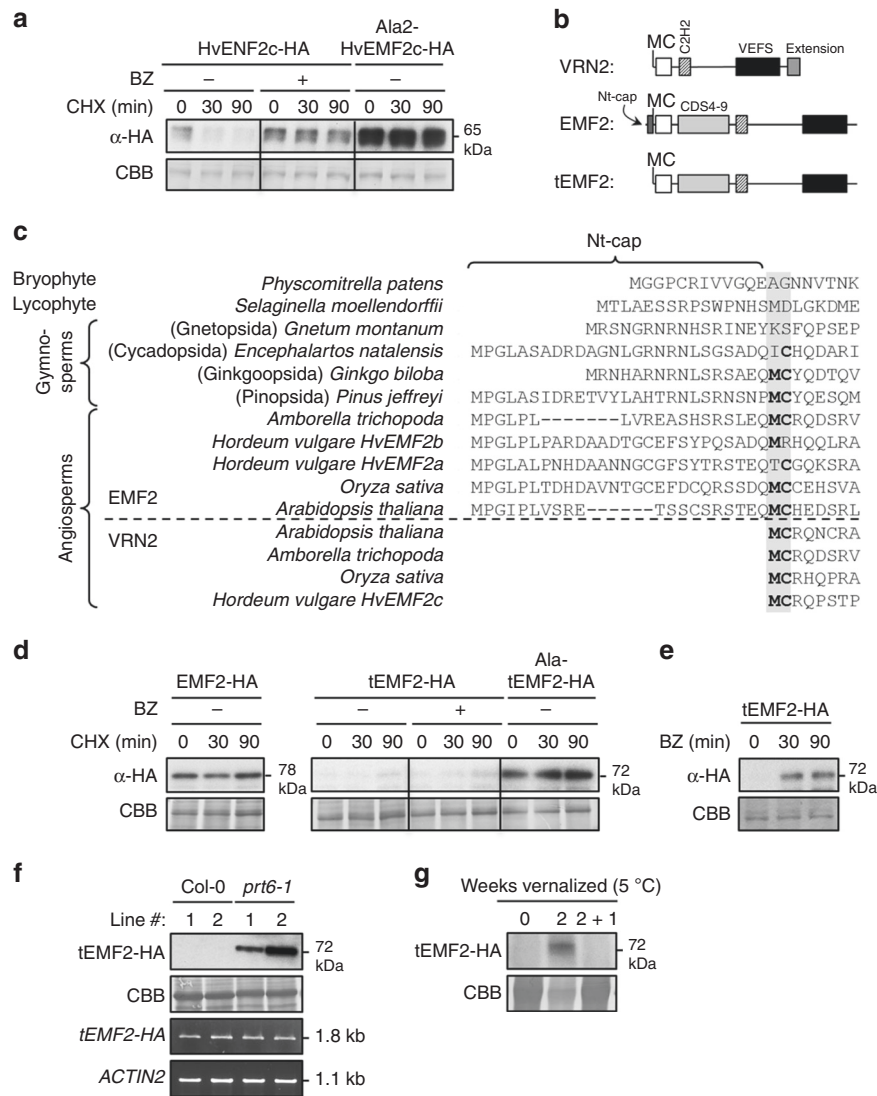 a
Ala2-
HvENF2c-HA HvEMF2c-HA
BZ – + –
CHX (min) 0 30 90 0 30 90 0 30 90
α-HA 65 kDa
CBB
b
MC C2H2 VEFS Extension
VRN2:
Nt-cap MC CDS4-9
EMF2:
MC
tEMF2:
c
Nt-cap
Bryophyte Physcomitrella patens MGGPCRIVVGQEAGNNVTNK
Lycophyte Selaginella moellendorffii MTLAESSRPSWPNHSMDLGKDME
Gymno-sperms
(Gnetopsida) Gnetum montanum MRSNGRNRNHSRINEYKSFQPSEP
(Cycadopsida) Encephalartos natalensis MPGLASADRDAGNLGRNRNLSGSADQICHQDARI
(Ginkgoopsida) Ginkgo biloba MRNHARNRNLSRSAEQMCYQDTQV
(Pinopsida) Pinus jeffreyi MPGLASIDRETVYLAHTRNLSRNSNPMCYQESQM
Angiosperms
EMF2
Amborella trichopoda MPGLPL-------LVREASHSRSLEQMCRQDSRV
Hordeum vulgare HvEMF2b MPGLPLPARDAADTGCEFSYPQSADQMRHQQLRA
Hordeum vulgare HvEMF2a MPGLALPNHDAANNGCGFSYTRSTEQTCGQKSRA
Oryza sativa MPGLPLTDHDAVNTGCEFDCQRSSDQMCCEHSVA
Arabidopsis thaliana MPGIPLVSRE------TSSCSRSTEQMCHEDSRL
VRN2
Arabidopsis thaliana MCRQNCRA
Amborella trichopoda MCRQDSRV
Oryza sativa MCRHQPRA
Hordeum vulgare HvEMF2c MCRQPSTP
d
Ala-
EMF2-HA tEMF2-HA tEMF2-HA
BZ – – + –
CHX (min) 0 30 90 0 30 90 0 30 90 0 30 90
α-HA 78 kDa 72 kDa
CBB
e
tEMF2-HA
BZ (min) 0 30 90
α-HA 72 kDa
CBB
f
Col-0 prt6-1
Line #: 1 2 1 2
tEMF2-HA 72 kDa
CBB
tEMF2-HA 1.8 kb
ACTIN2 1.1 kb
g
Weeks vernalized (5 °C)
0 2 2 + 1
tEMF2-HA 72 kDa
CBB